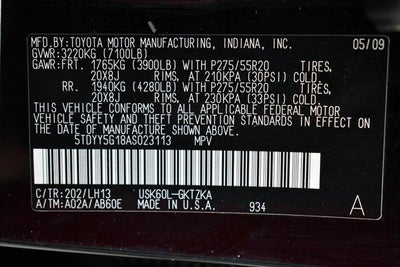 MFD.BY:TOYOTA MOTOR MANUFACTURING, INDIANA, INC. 05/09
GVWR:3220KG (7100LB)
GAWR:FRT. 1765KG (3900LB) WITH P275/55R20 TIRES,
20X8J RIMS, AT 210KPA (30PSI) COLD.
RR. 1940KG (4280LB) WITH P275/55R20 TIRES,
20X8J RIMS, AT 230KPA (33PSI) COLD.
THIS VEHICLE CONFORMS TO ALL APPLICABLE FEDERAL MOTOR
VEHICLE SAFETY AND THEFT PREVENTION STANDARDS IN EFFECT
ON THE DATE OF MANUFACTURE SHOWN ABOVE.
5TDYY5G18AS023113 MPV
C/TR:202/LH13 USK60L-GKTZKA
A/TM:A02A/AB60E MADE IN U.S.A. 934 A